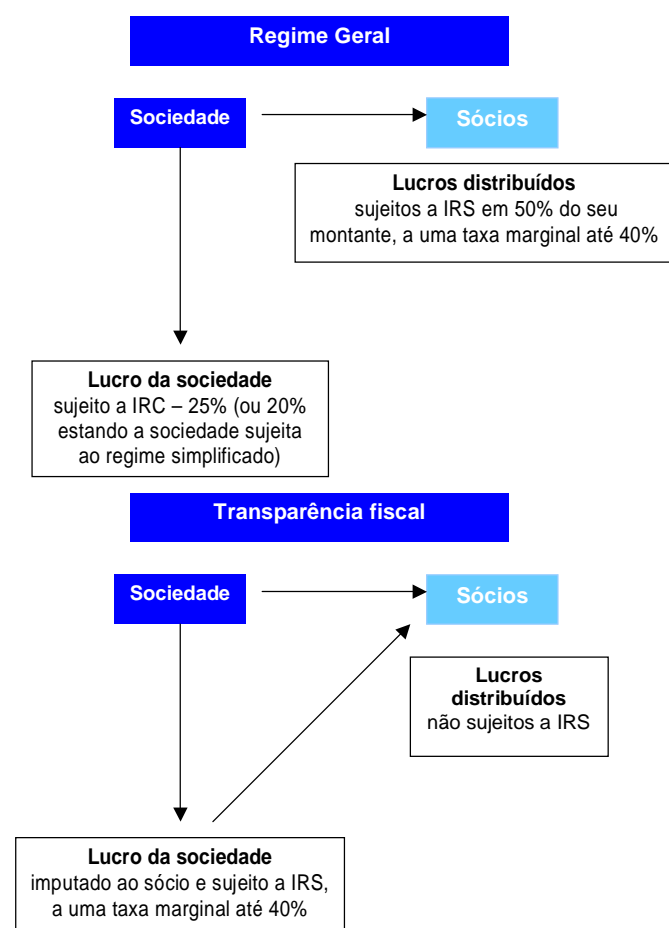 Regime Geral
Sociedade
Sócios
Lucros distribuídos
sujeitos a IRS em 50% do seu
montante, a uma taxa marginal até 40%
Lucro da sociedade
sujeito a IRC – 25% (ou 20%
estando a sociedade sujeita
ao regime simplificado)
Transparência fiscal
Sociedade
Sócios
Lucros
distribuídos
não sujeitos a IRS
Lucro da sociedade
imputado ao sócio e sujeito a IRS,
a uma taxa marginal até 40%